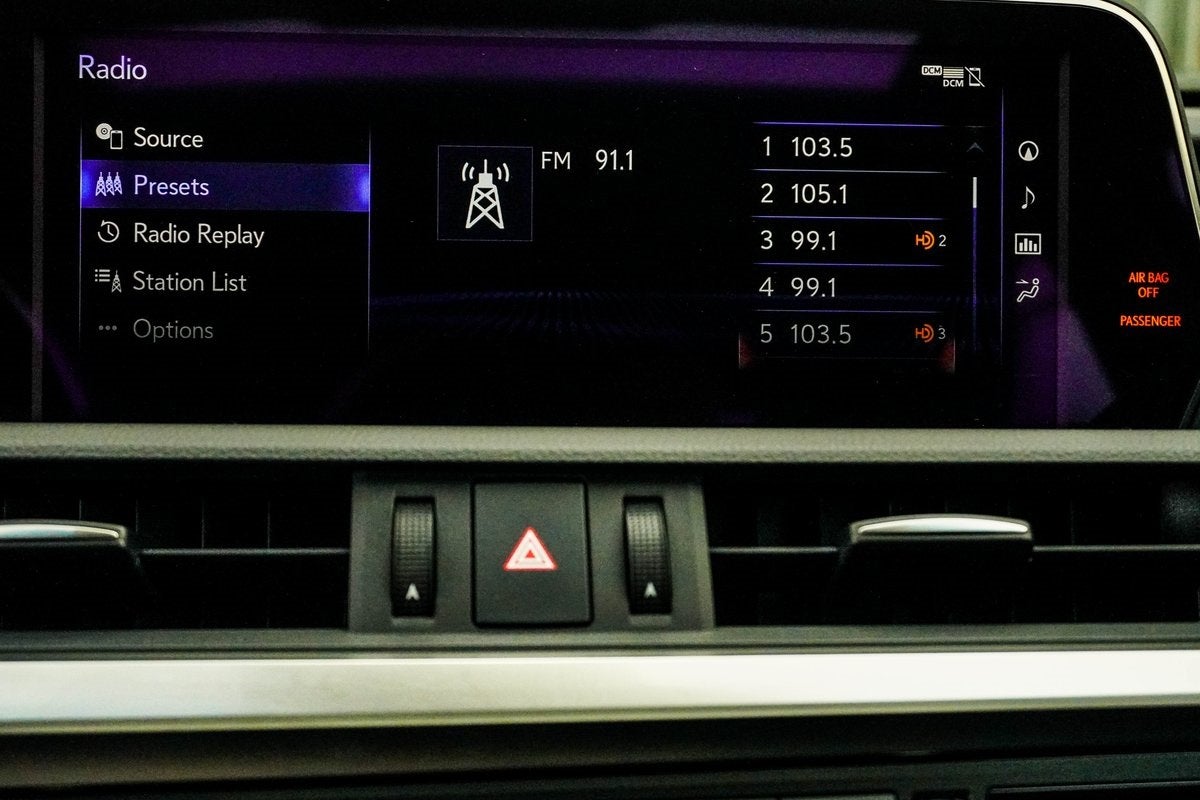 Radio
DCM
DCM
Source
Presets
Radio Replay
Station List
Options
FM 91.1
1 103.5
2 105.1
3 99.1 HD 2
4 99.1
5 103.5 HD 3
AIR BAG
OFF
PASSENGER